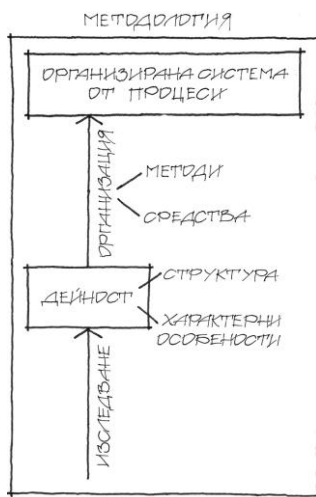 МЕТОДОЛОГИЯ
ОРГАНИЗИРАНА СИСТЕМА
ОТ ПРОЦЕСИ
ОРГАНИЗАЦИЯ
МЕТОДИ
СРЕДСТВА
ДЕЙНОСТ
СТРУКТУРА
ХАРАКТЕРНИ
ОСОБЕНОСТИ
ИЗСЛЕДВАНЕ